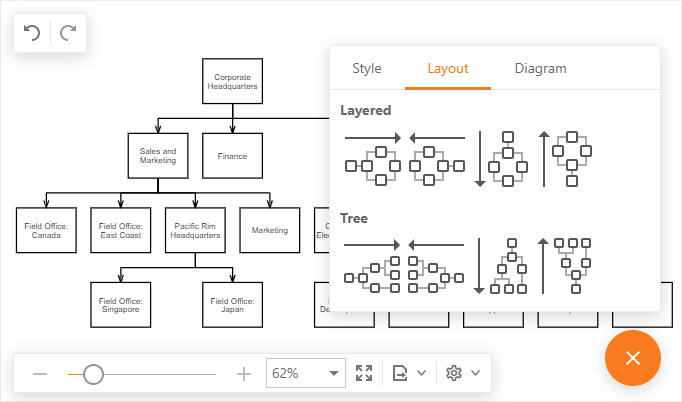 Corporate
Headquarters
Style
Layout
Diagram
Layered
Sales and
Marketing
Finance
Tree
Field Office:
Canada
Field Office:
East Coast
Pacific Rim
Headquarters
Marketing
Field Office:
Singapore
Field Office:
Japan
62%